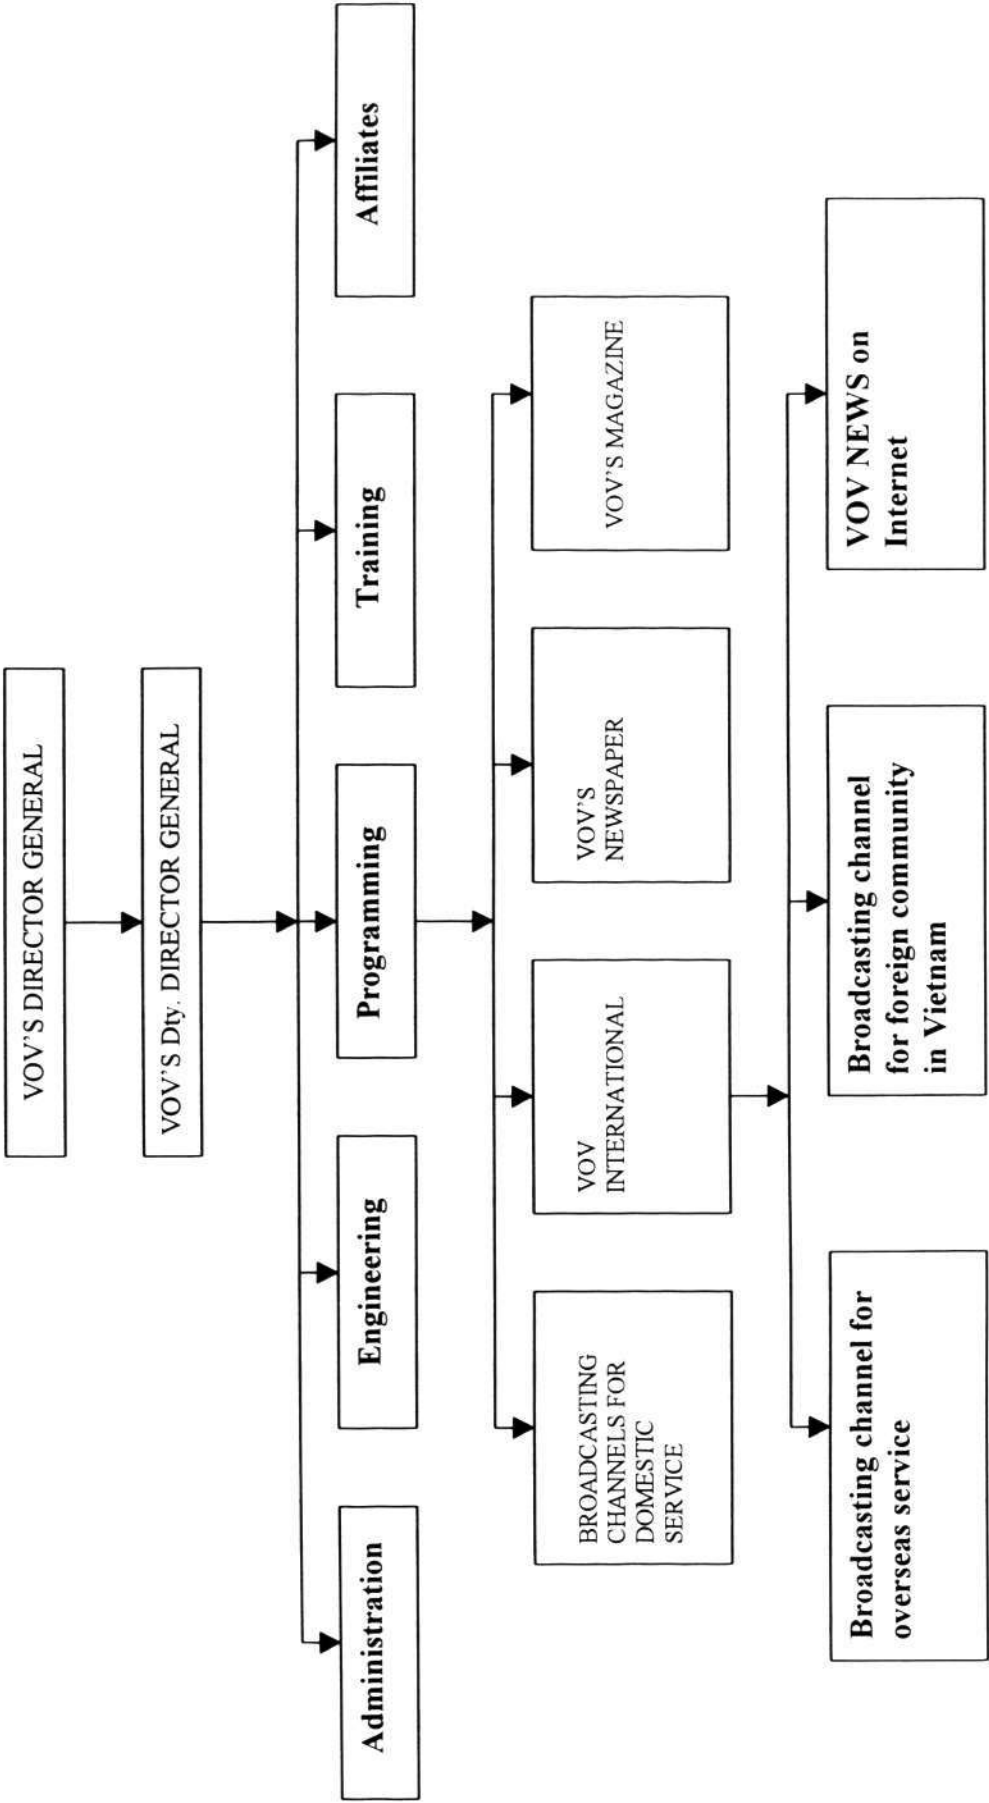 VOV'S DIRECTOR GENERAL
VOV'S Dty. DIRECTOR GENERAL
Administration
Engineering
Programming
Training
Affiliates
BROADCASTING
CHANNELS FOR
DOMESTIC
SERVICE
VOV
INTERNATIONAL
VOV'S
NEWSPAPER
VOV'S MAGAZINE
Broadcasting channel for
overseas service
Broadcasting channel
for foreign community
in Vietnam
VOV NEWS on
Internet